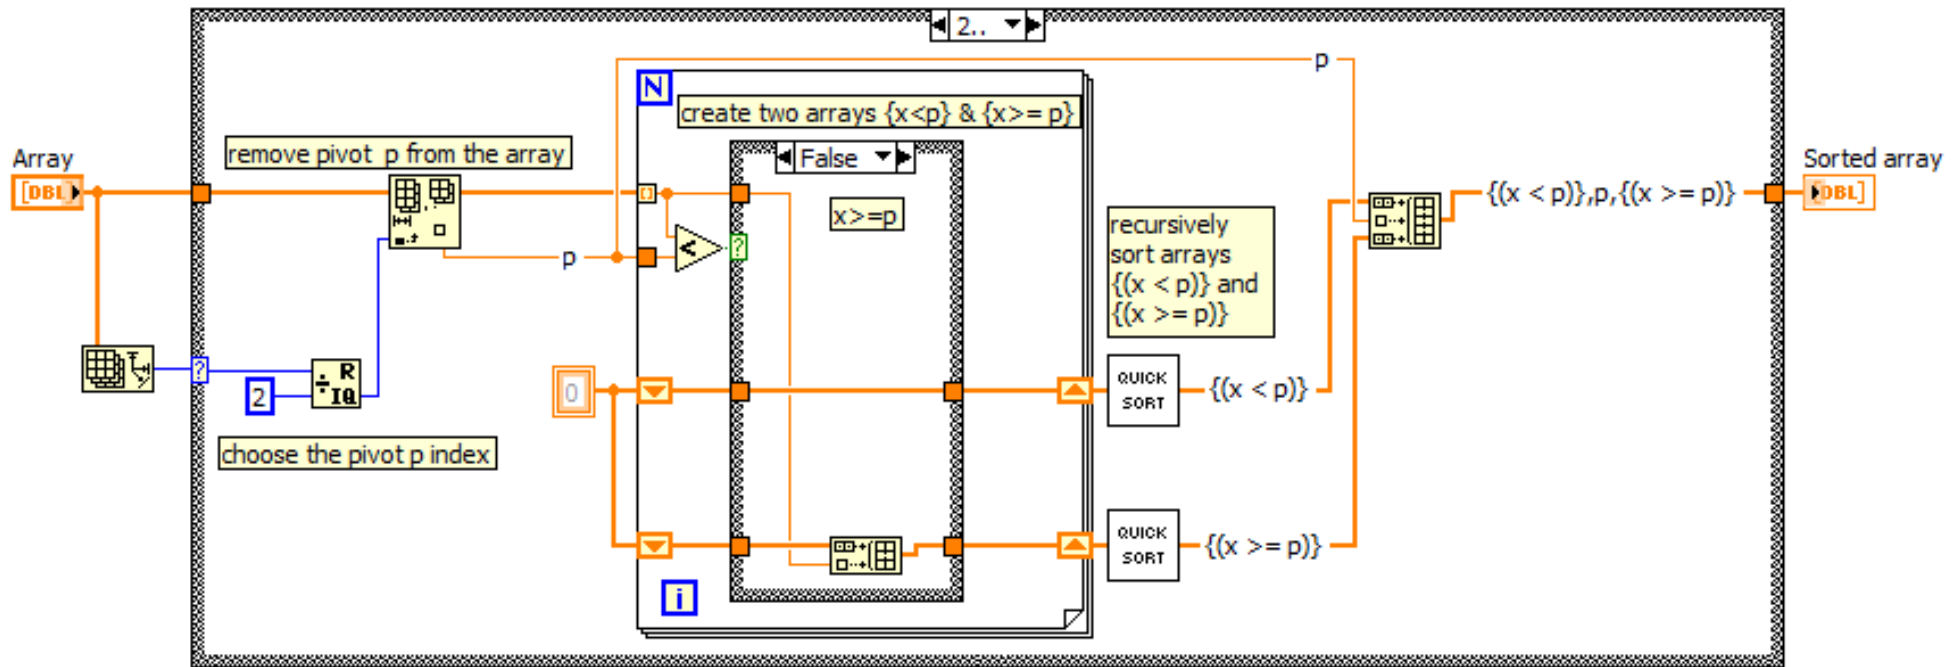 2..
p
N
create two arrays {x<p} & {x>= p}
remove pivot  p from the array
Array
[DBL]
False
x>=p
Sorted array
DBL]
{(x < p)},p,{(x >= p)}
recursively
sort arrays
{(x < p)} and
{(x >= p)}
<
?
p
?
2
R
IQ
0
QUICK
SORT
{(x < p)}
choose the pivot p index
QUICK
SORT
{(x >= p)}
i